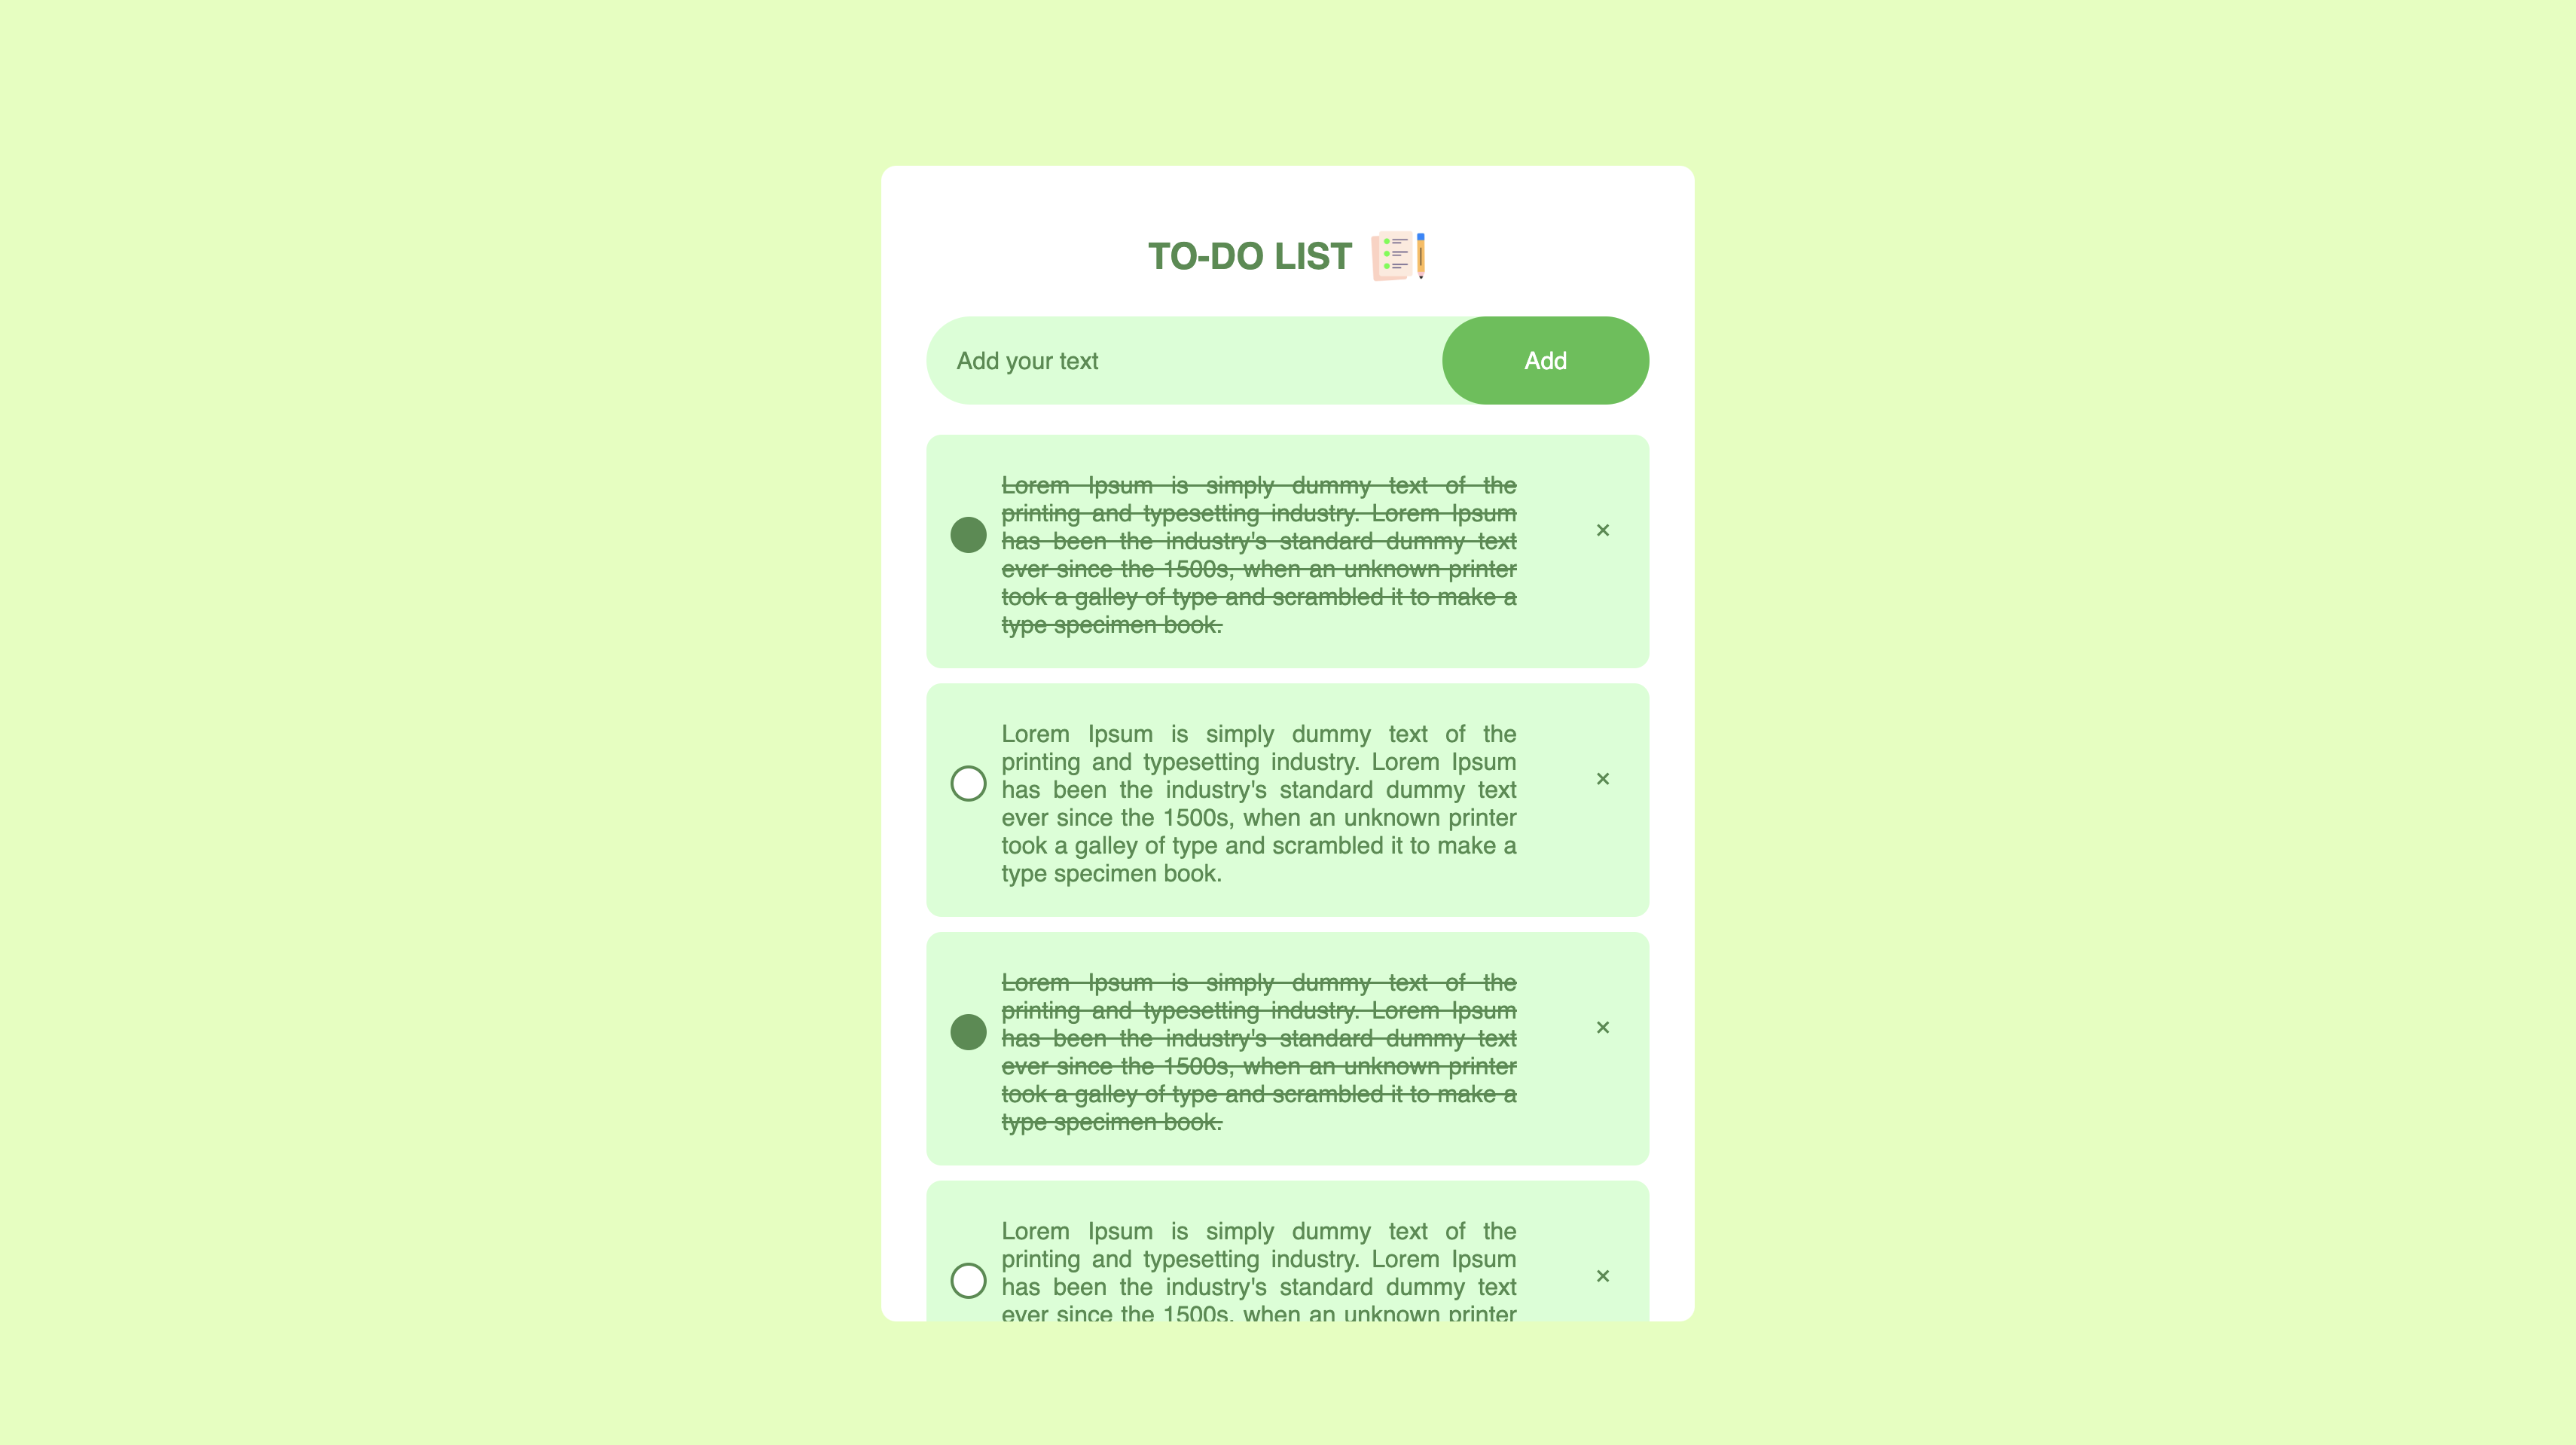 TO-DO LIST
Add your text
Add
Lorem Ipsum is simply dummy text of the
printing and typesetting industry. Lorem Ipsum
has been the industry's standard dummy text
ever since the 1500s, when an unknown printer
took a galley of type and scrambled it to make a
type specimen book.
×
Lorem Ipsum is simply dummy text of the
printing and typesetting industry. Lorem Ipsum
has been the industry's standard dummy text
ever since the 1500s, when an unknown printer
took a galley of type and scrambled it to make a
type specimen book.
×
Lorem Ipsum is simply dummy text of the
printing and typesetting industry. Lorem Ipsum
has been the industry's standard dummy text
ever since the 1500s, when an unknown printer
took a galley of type and scrambled it to make a
type specimen book.
×
Lorem Ipsum is simply dummy text of the
printing and typesetting industry. Lorem Ipsum
has been the industry's standard dummy text
ever since the 1500s, when an unknown printer
×